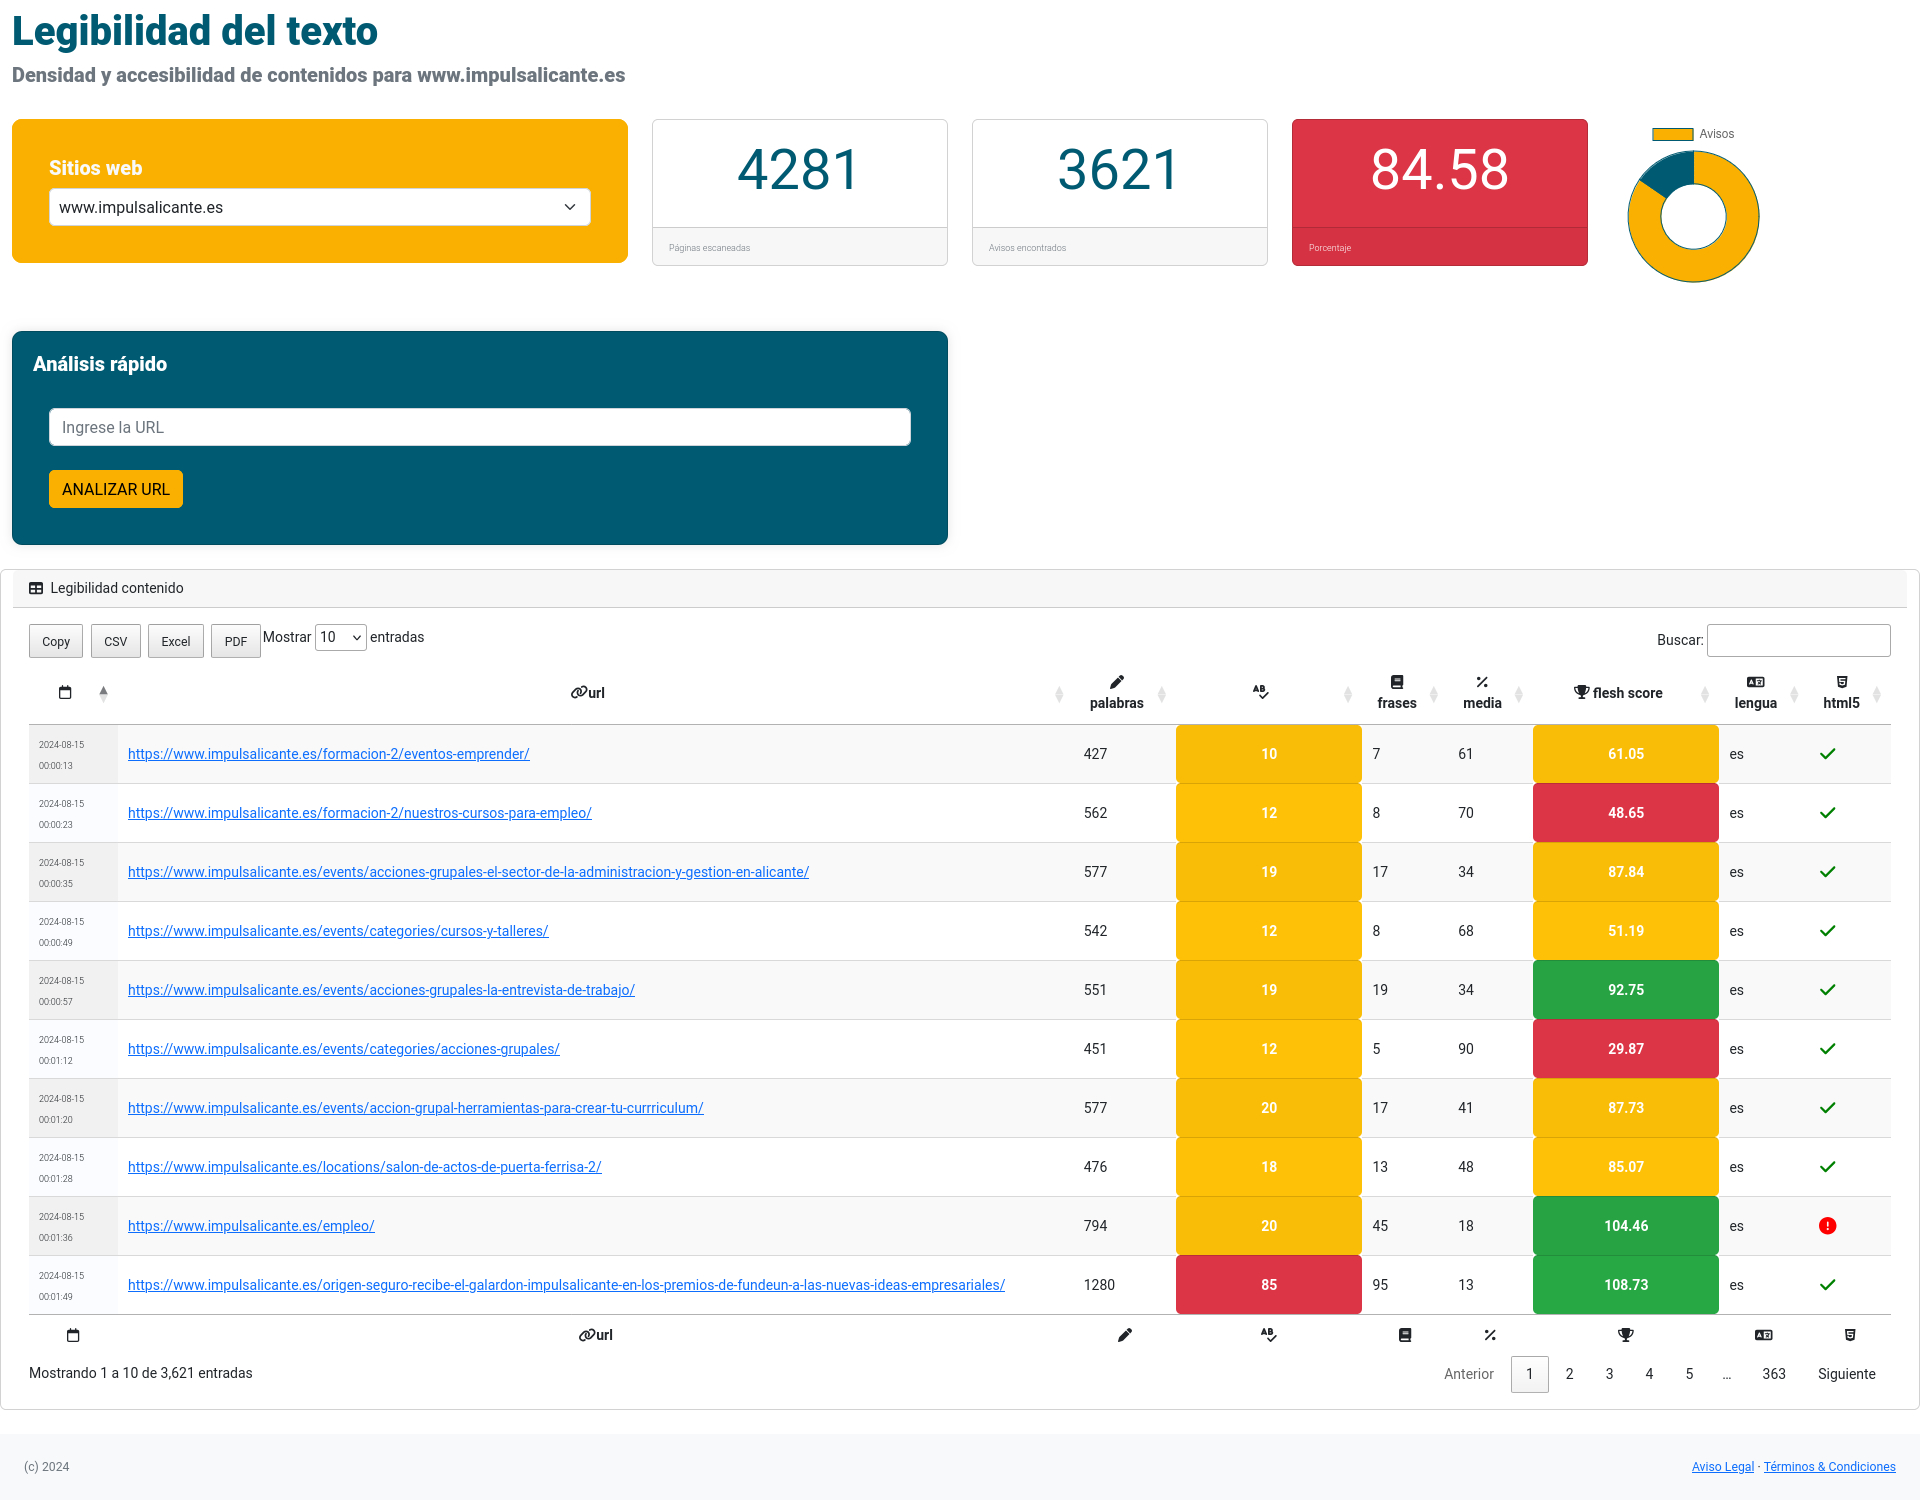 Legibilidad del texto
Densidad y accesibilidad de contenidos para www.impulsalicante.es
Sitios web
www.impulsalicante.es
4281
Páginas escaneadas
3621
Avisos encontrados
84.58
Porcentaje
Avisos
Análisis rápido
Ingrese la URL
ANALIZAR URL
Legibilidad contenido
Copy CSV Excel PDF Mostrar 10 entradas Buscar:
url palabras frases media flesh score lengua html5
2024-08-15 00:00:13 https://www.impulsalicante.es/formacion-2/eventos-emprender/ 427 10 7 61 61.05 es
2024-08-15 00:00:23 https://www.impulsalicante.es/formacion-2/nuestros-cursos-para-empleo/ 562 12 8 70 48.65 es
2024-08-15 00:00:35 https://www.impulsalicante.es/events/acciones-grupales-el-sector-de-la-administracion-y-gestion-en-alicante/ 577 19 17 34 87.84 es
2024-08-15 00:00:49 https://www.impulsalicante.es/events/categories/cursos-y-talleres/ 542 12 8 68 51.19 es
2024-08-15 00:00:57 https://www.impulsalicante.es/events/acciones-grupales-la-entrevista-de-trabajo/ 551 19 19 34 92.75 es
2024-08-15 00:01:12 https://www.impulsalicante.es/events/categories/acciones-grupales/ 451 12 5 90 29.87 es
2024-08-15 00:01:20 https://www.impulsalicante.es/events/accion-grupal-herramientas-para-crear-tu-currriculum/ 577 20 17 41 87.73 es
2024-08-15 00:01:28 https://www.impulsalicante.es/locations/salon-de-actos-de-puerta-ferrisa-2/ 476 18 13 48 85.07 es
2024-08-15 00:01:36 https://www.impulsalicante.es/empleo/ 794 20 45 18 104.46 es
2024-08-15 00:01:49 https://www.impulsalicante.es/origen-seguro-recibe-el-galardon-impulsalicante-en-los-premios-de-fundeun-a-las-nuevas-ideas-empresariales/ 1280 85 95 13 108.73 es
url
Mostrando 1 a 10 de 3,621 entradas Anterior 1 2 3 4 5 … 363 Siguiente
(c) 2024 Aviso Legal · Términos & Condiciones